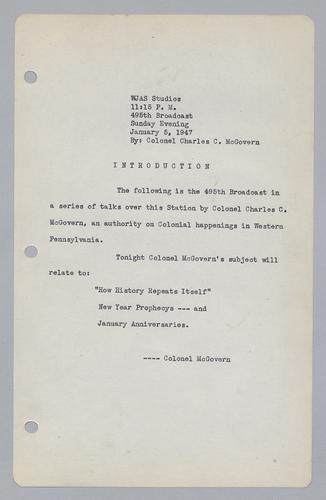 WJAS Studios
11:15 P. M.
495th Broadcast
Sunday Evening
January 5, 1947
By: Colonel Charles C. McGovern
I N T R O D U C T I O N
The following is the 495th Broadcast in
a series of talks over this Station by Colonel Charles C.
McGovern, an authority on Colonial happenings in Western
Pennsylvania.
Tonight Colonel McGovern's subject will
relate to:
"How History Repeats Itself"
New Year Prophecys --- and
January Anniversaries.
---- Colonel McGovern